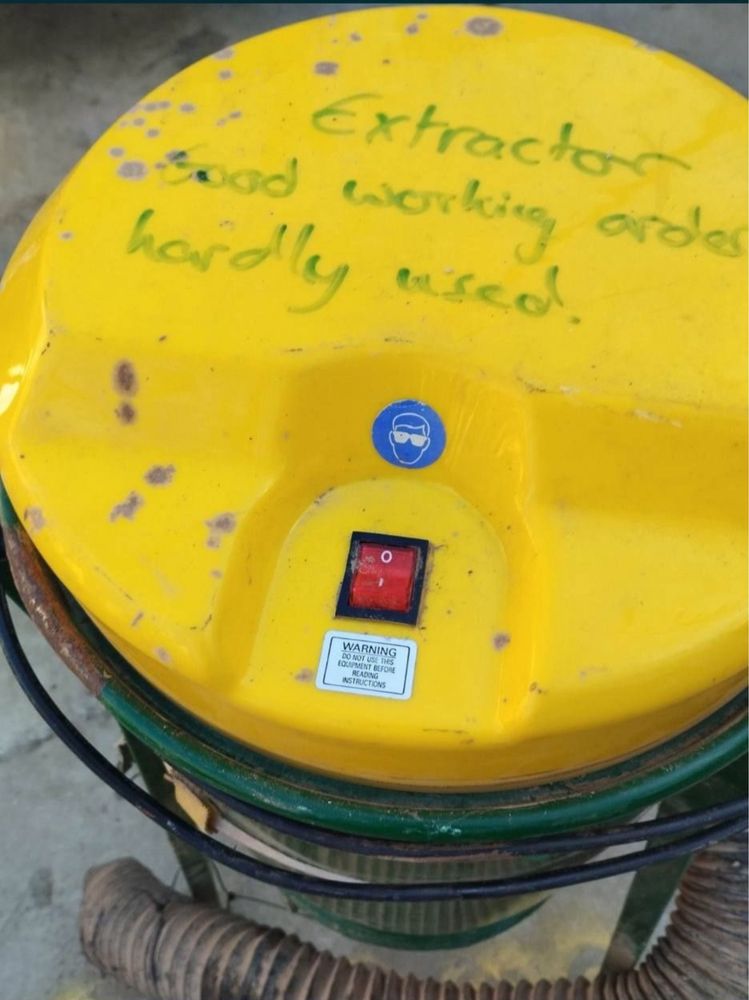 Extractor
Good working order
hardly used.
O
I
WARNING
DO NOT USE THIS
EQUIPMENT BEFORE
READING
INSTRUCTIONS